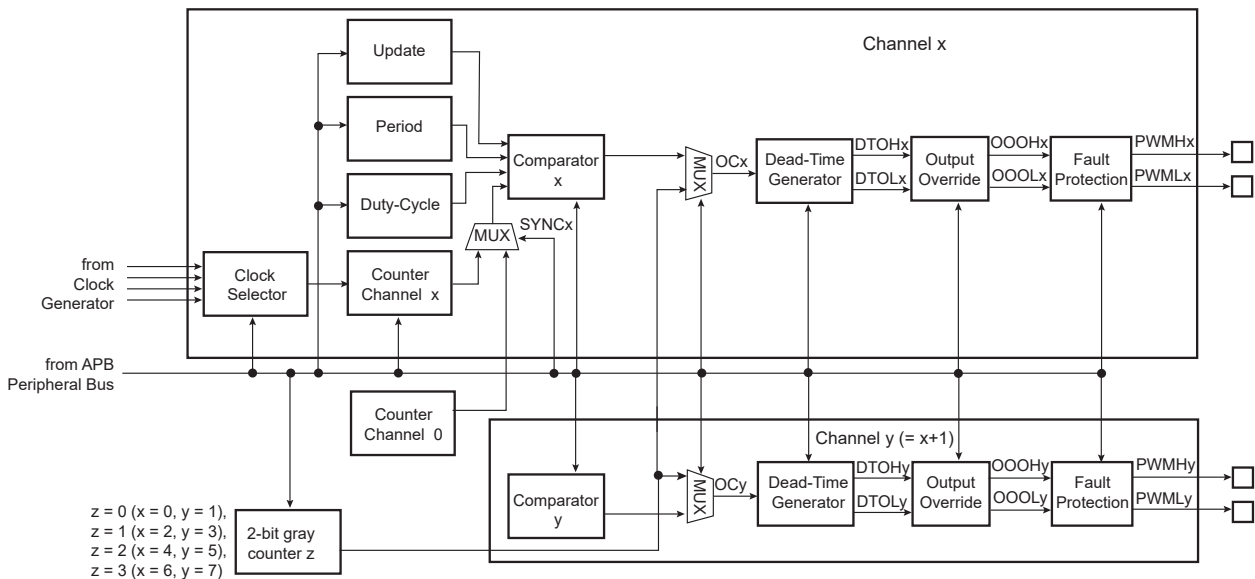 Channel x
Update
Period
Comparator
x
Duty-Cycle
MUX
SYNCx
from
Clock
Generator
Clock
Selector
Counter
Channel x
MUX
OCx
Dead-Time
Generator
DTOHx
DTOLx
Output
Override
OOOHx
OOOLx
Fault
Protection
PWMHx
PWMLx
from APB
Peripheral Bus
Counter
Channel 0
Channel y (= x+1)
Comparator
y
MUX
OCy
Dead-Time
Generator
DTOHy
DTOLy
Output
Override
OOOHy
OOOLy
Fault
Protection
PWMHy
PWMLy
z = 0 (x = 0, y = 1),
z = 1 (x = 2, y = 3),
z = 2 (x = 4, y = 5),
z = 3 (x = 6, y = 7)
2-bit gray
counter z